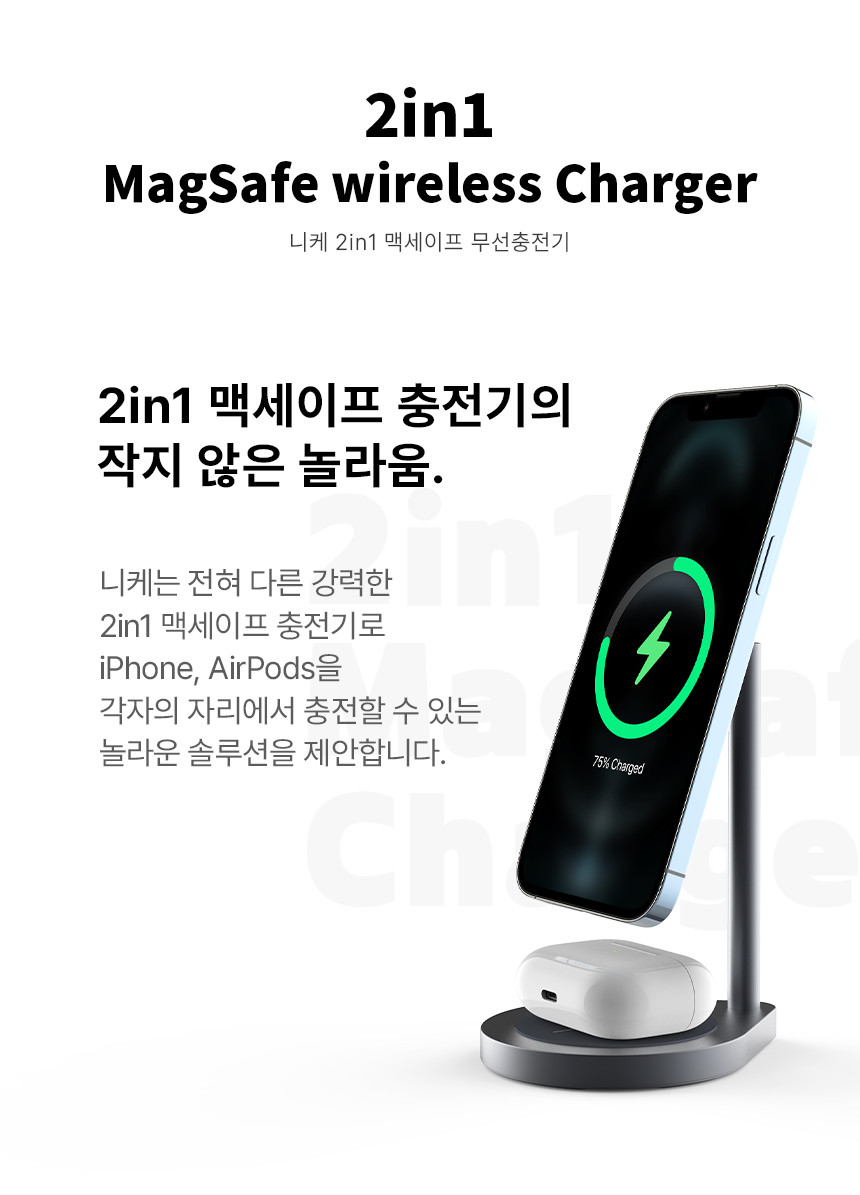 2in1
MagSafe wireless Charger
니케 2in1 맥세이프 무선충전기
2in1 맥세이프 충전기의
작지 않은 놀라움.
니케는 전혀 다른 강력한
2in1 맥세이프 충전기로
iPhone, AirPods을
각자의 자리에서 충전할 수 있는
놀라운 솔루션을 제안합니다.
2in1
MagSaf
Charge
75% Charged